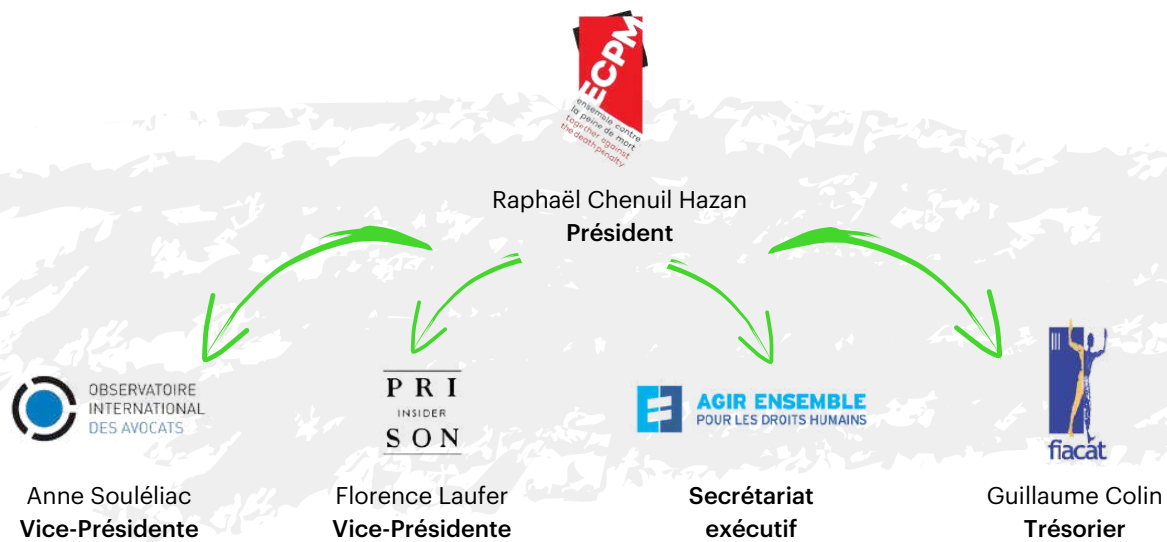 ECPM
ensemble contre
la peine de mort
together against
the death penalty
Raphaël Chenuil Hazan
Président
OBSERVATOIRE
INTERNATIONAL
DES AVOCATS
Anne Souléliac
Vice-Présidente
PRI
INSIDER
SON
Florence Laufer
Vice-Présidente
AGIR ENSEMBLE
POUR LES DROITS HUMAINS
Secrétariat
exécutif
fiacat
Guillaume Colin
Trésorier